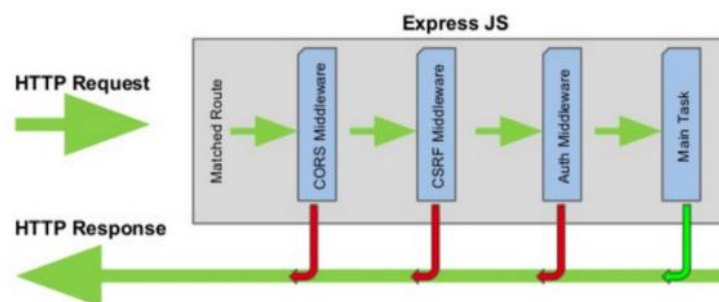 Express JS
HTTP Request
Matched Route
CORS Middleware
CSRF Middleware
Auth Middleware
Main Task
HTTP Response